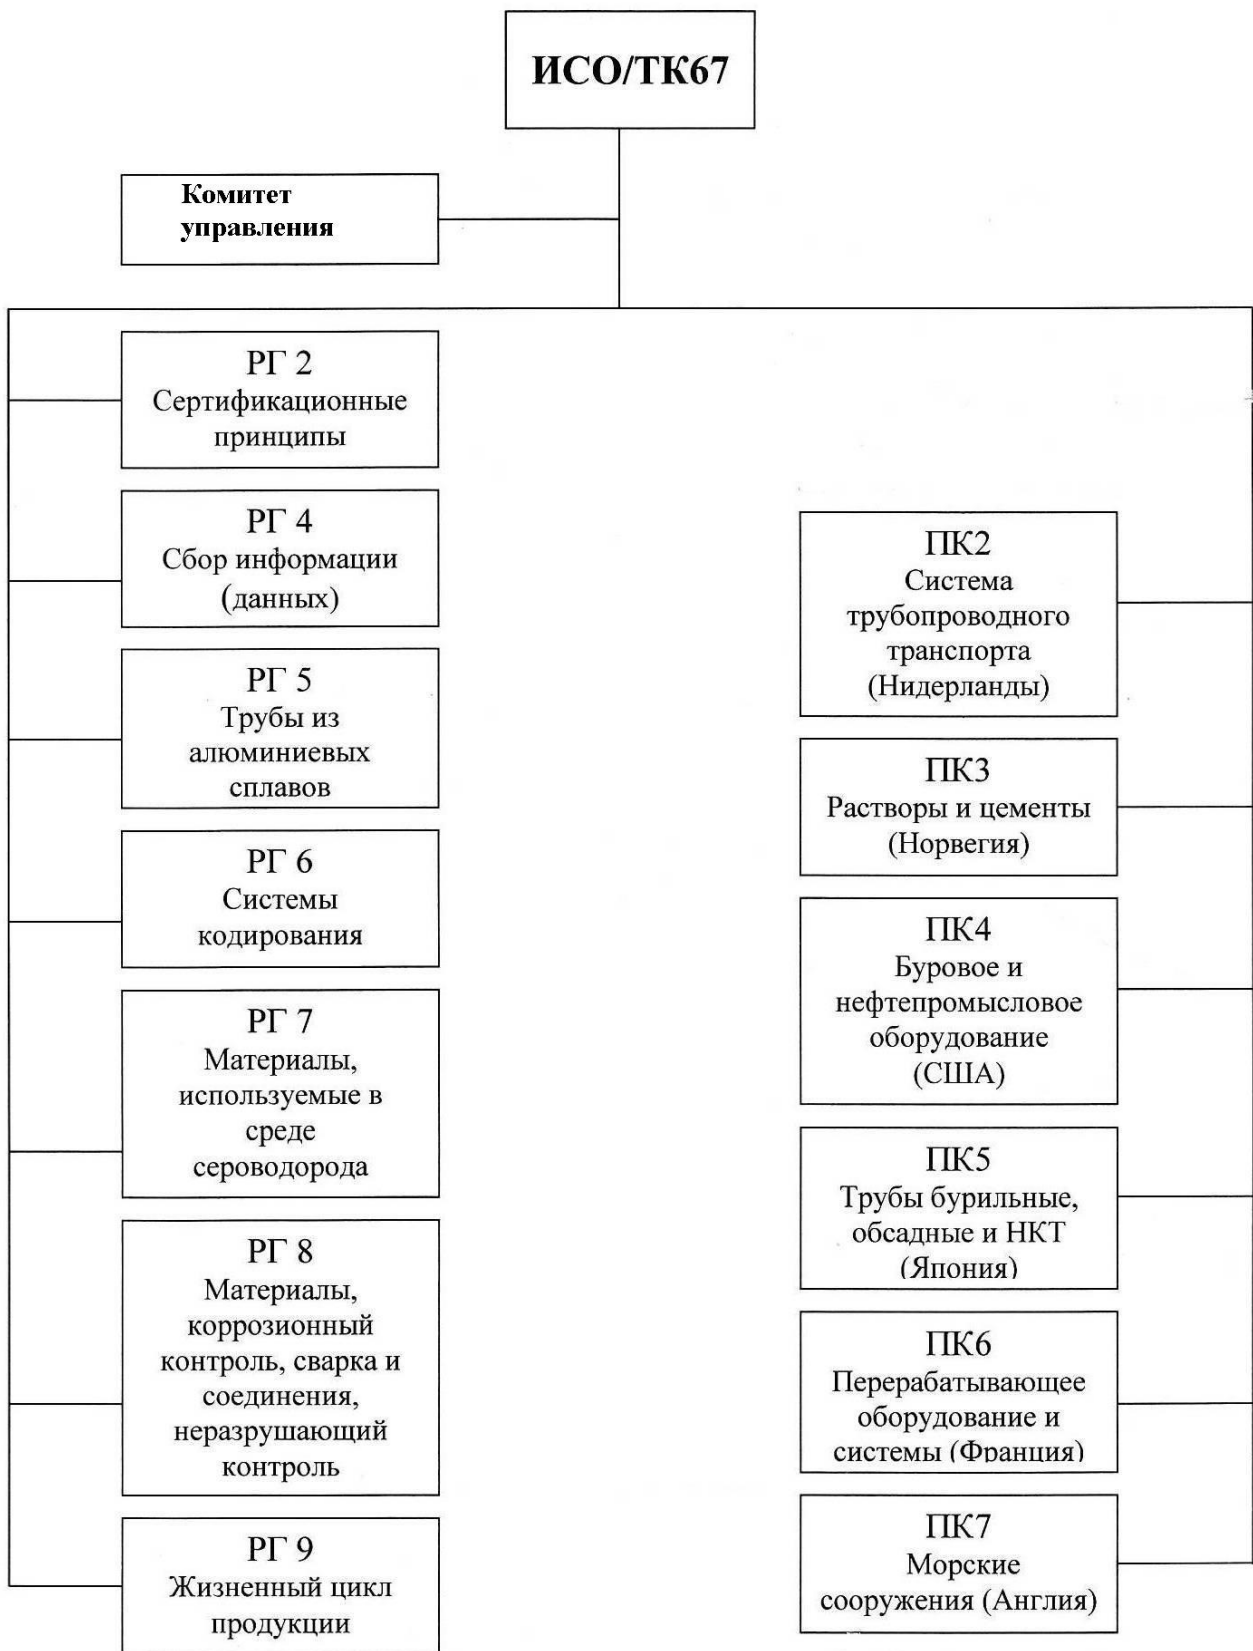 ИСО/ТК67
Комитет
управления
РГ 2
Сертификационные
принципы
РГ 4
Сбор информации
(данных)
РГ 5
Трубы из
алюминиевых
сплавов
РГ 6
Системы
кодирования
РГ 7
Материалы,
используемые в
среде
сероводорода
РГ 8
Материалы,
коррозионный
контроль, сварка и
соединения,
неразрушающий
контроль
РГ 9
Жизненный цикл
продукции
ПК2
Система
трубопроводного
транспорта
(Нидерланды)
ПК3
Растворы и цементы
(Норвегия)
ПК4
Буровое и
нефтепромысловое
оборудование
(США)
ПК5
Трубы бурильные,
обсадные и НКТ
(Япония)
ПК6
Перерабатывающее
оборудование и
системы (Франция)
ПК7
Морские
сооружения (Англия)